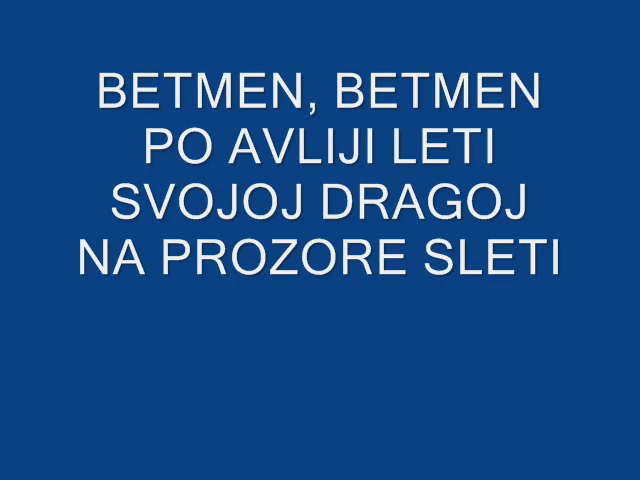 BETMEN, BETMEN
PO AVLIJI LETI
SVOJOJ DRAGOJ
NA PROZORE SLETI